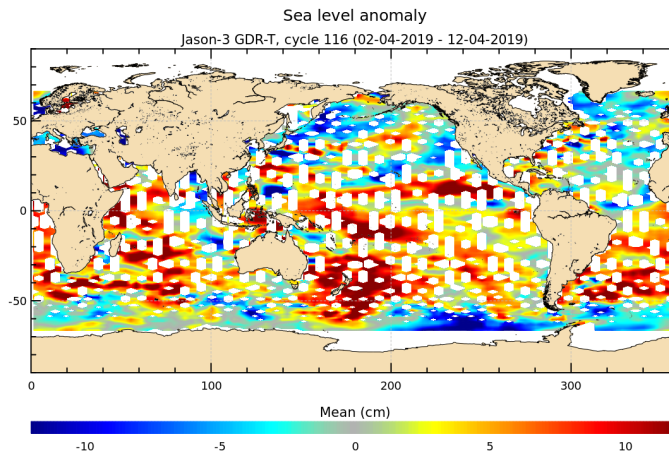 Sea level anomaly
Jason-3 GDR-T, cycle 116 (02-04-2019 - 12-04-2019)
50
0
-50
0 100 200 300
Mean (cm)
-10 -5 0 5 10